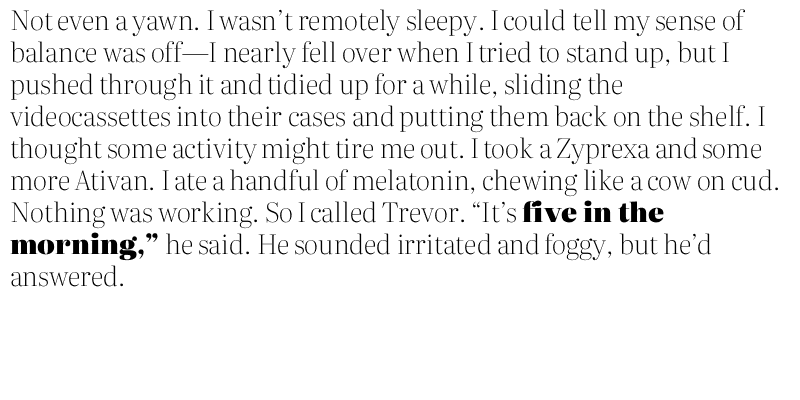 Not even a yawn. I wasn’t remotely sleepy. I could tell my sense of
balance was off—I nearly fell over when I tried to stand up, but I
pushed through it and tidied up for a while, sliding the
videocassettes into their cases and putting them back on the shelf. I
thought some activity might tire me out. I took a Zyprexa and some
more Ativan. I ate a handful of melatonin, chewing like a cow on cud.
Nothing was working. So I called Trevor. “It’s five in the
morning,” he said. He sounded irritated and foggy, but he’d
answered.